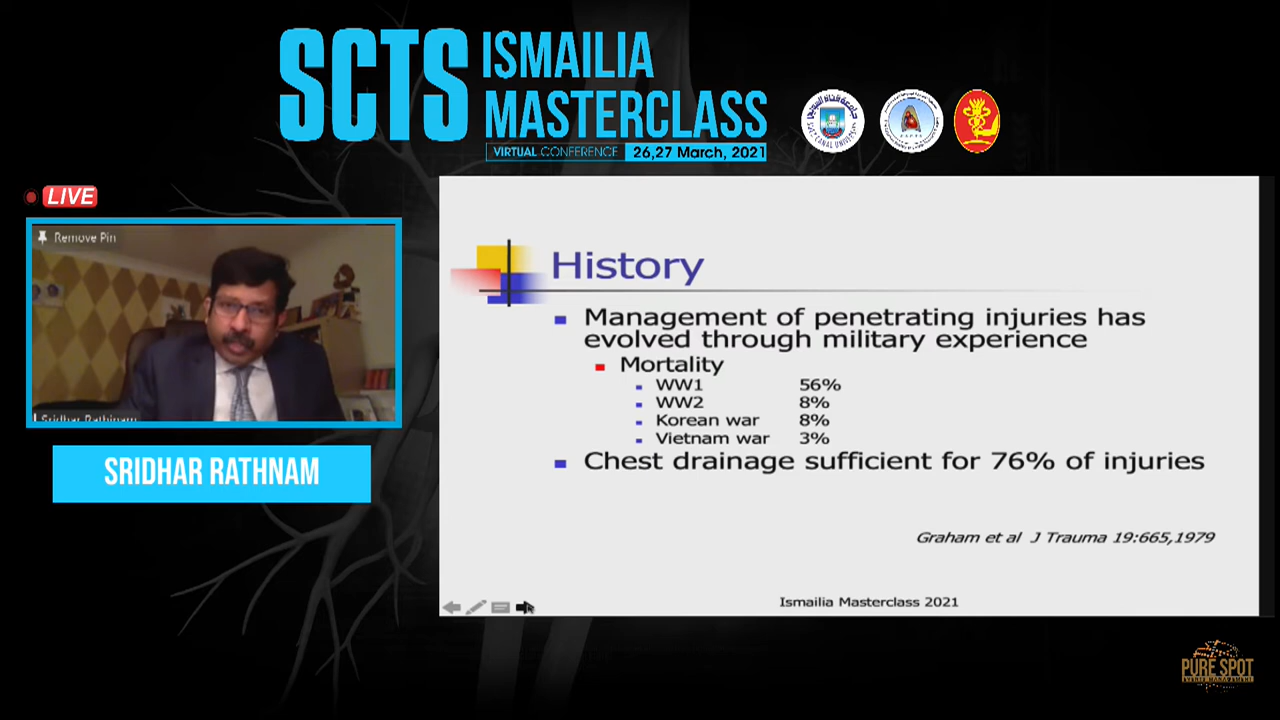 SCTS
ISMAILIA
MASTERCLASS
VIRTUAL CONFERENCE 26,27 March, 2021
LIVE
Remove Pin
Sridhar Rathinam
SRIDHAR RATHNAM
History
Management of penetrating injuries has
evolved through military experience
Mortality
WW1 56%
WW2 8%
Korean war 8%
Vietnam war 3%
Chest drainage sufficient for 76% of injuries
Graham et al J Trauma 19:665,1979
Ismailia Masterclass 2021
PURE SPOT